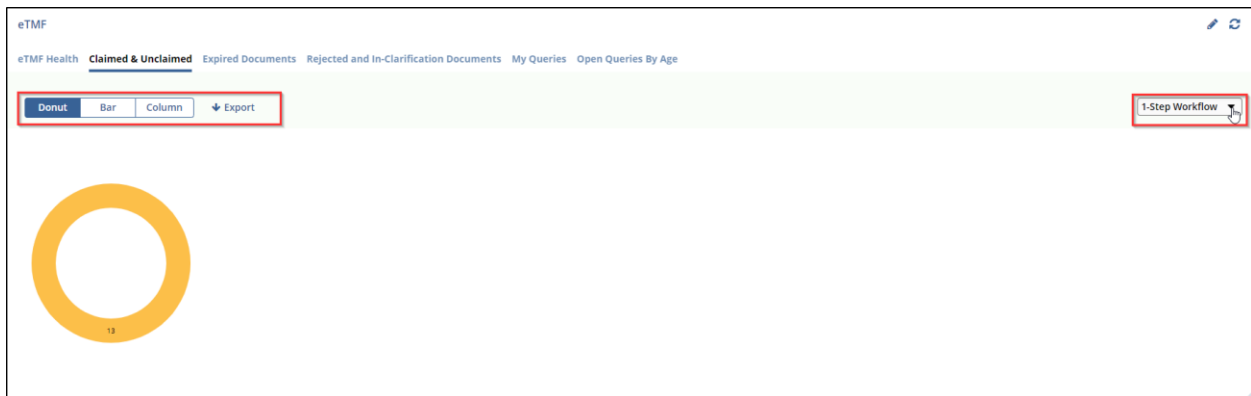 eTMF
eTMF Health Claimed & Unclaimed Expired Documents Rejected and In-Clarification Documents My Queries Open Queries By Age
Donut Bar Column Export 1-Step Workflow
13